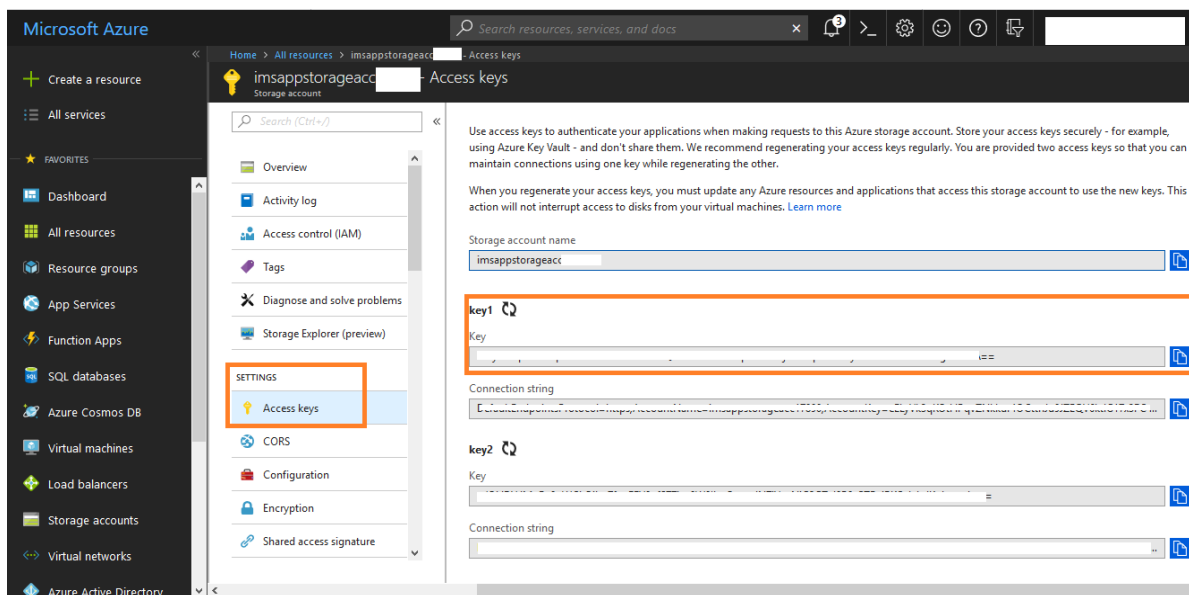 Microsoft Azure
Search resources, services, and docs
3
Home > All resources > imsappstorageacc - Access keys
imsappstorageacc - Access keys
Storage account
Create a resource
All services
FAVORITES
Dashboard
All resources
Resource groups
App Services
Function Apps
SQL databases
Azure Cosmos DB
Virtual machines
Load balancers
Storage accounts
Virtual networks
Azure Active Directory
Search (Ctrl+/)
Overview
Activity log
Access control (IAM)
Tags
Diagnose and solve problems
Storage Explorer (preview)
SETTINGS
Access keys
CORS
Configuration
Encryption
Shared access signature
Use access keys to authenticate your applications when making requests to this Azure storage account. Store your access keys securely - for example,
using Azure Key Vault - and don't share them. We recommend regenerating your access keys regularly. You are provided two access keys so that you can
maintain connections using one key while regenerating the other.
When you regenerate your access keys, you must update any Azure resources and applications that access this storage account to use the new keys. This
action will not interrupt access to disks from your virtual machines. Learn more
Storage account name
imsappstorageacc
key1
Key
==
Connection string
key2
Key
=
Connection string
..